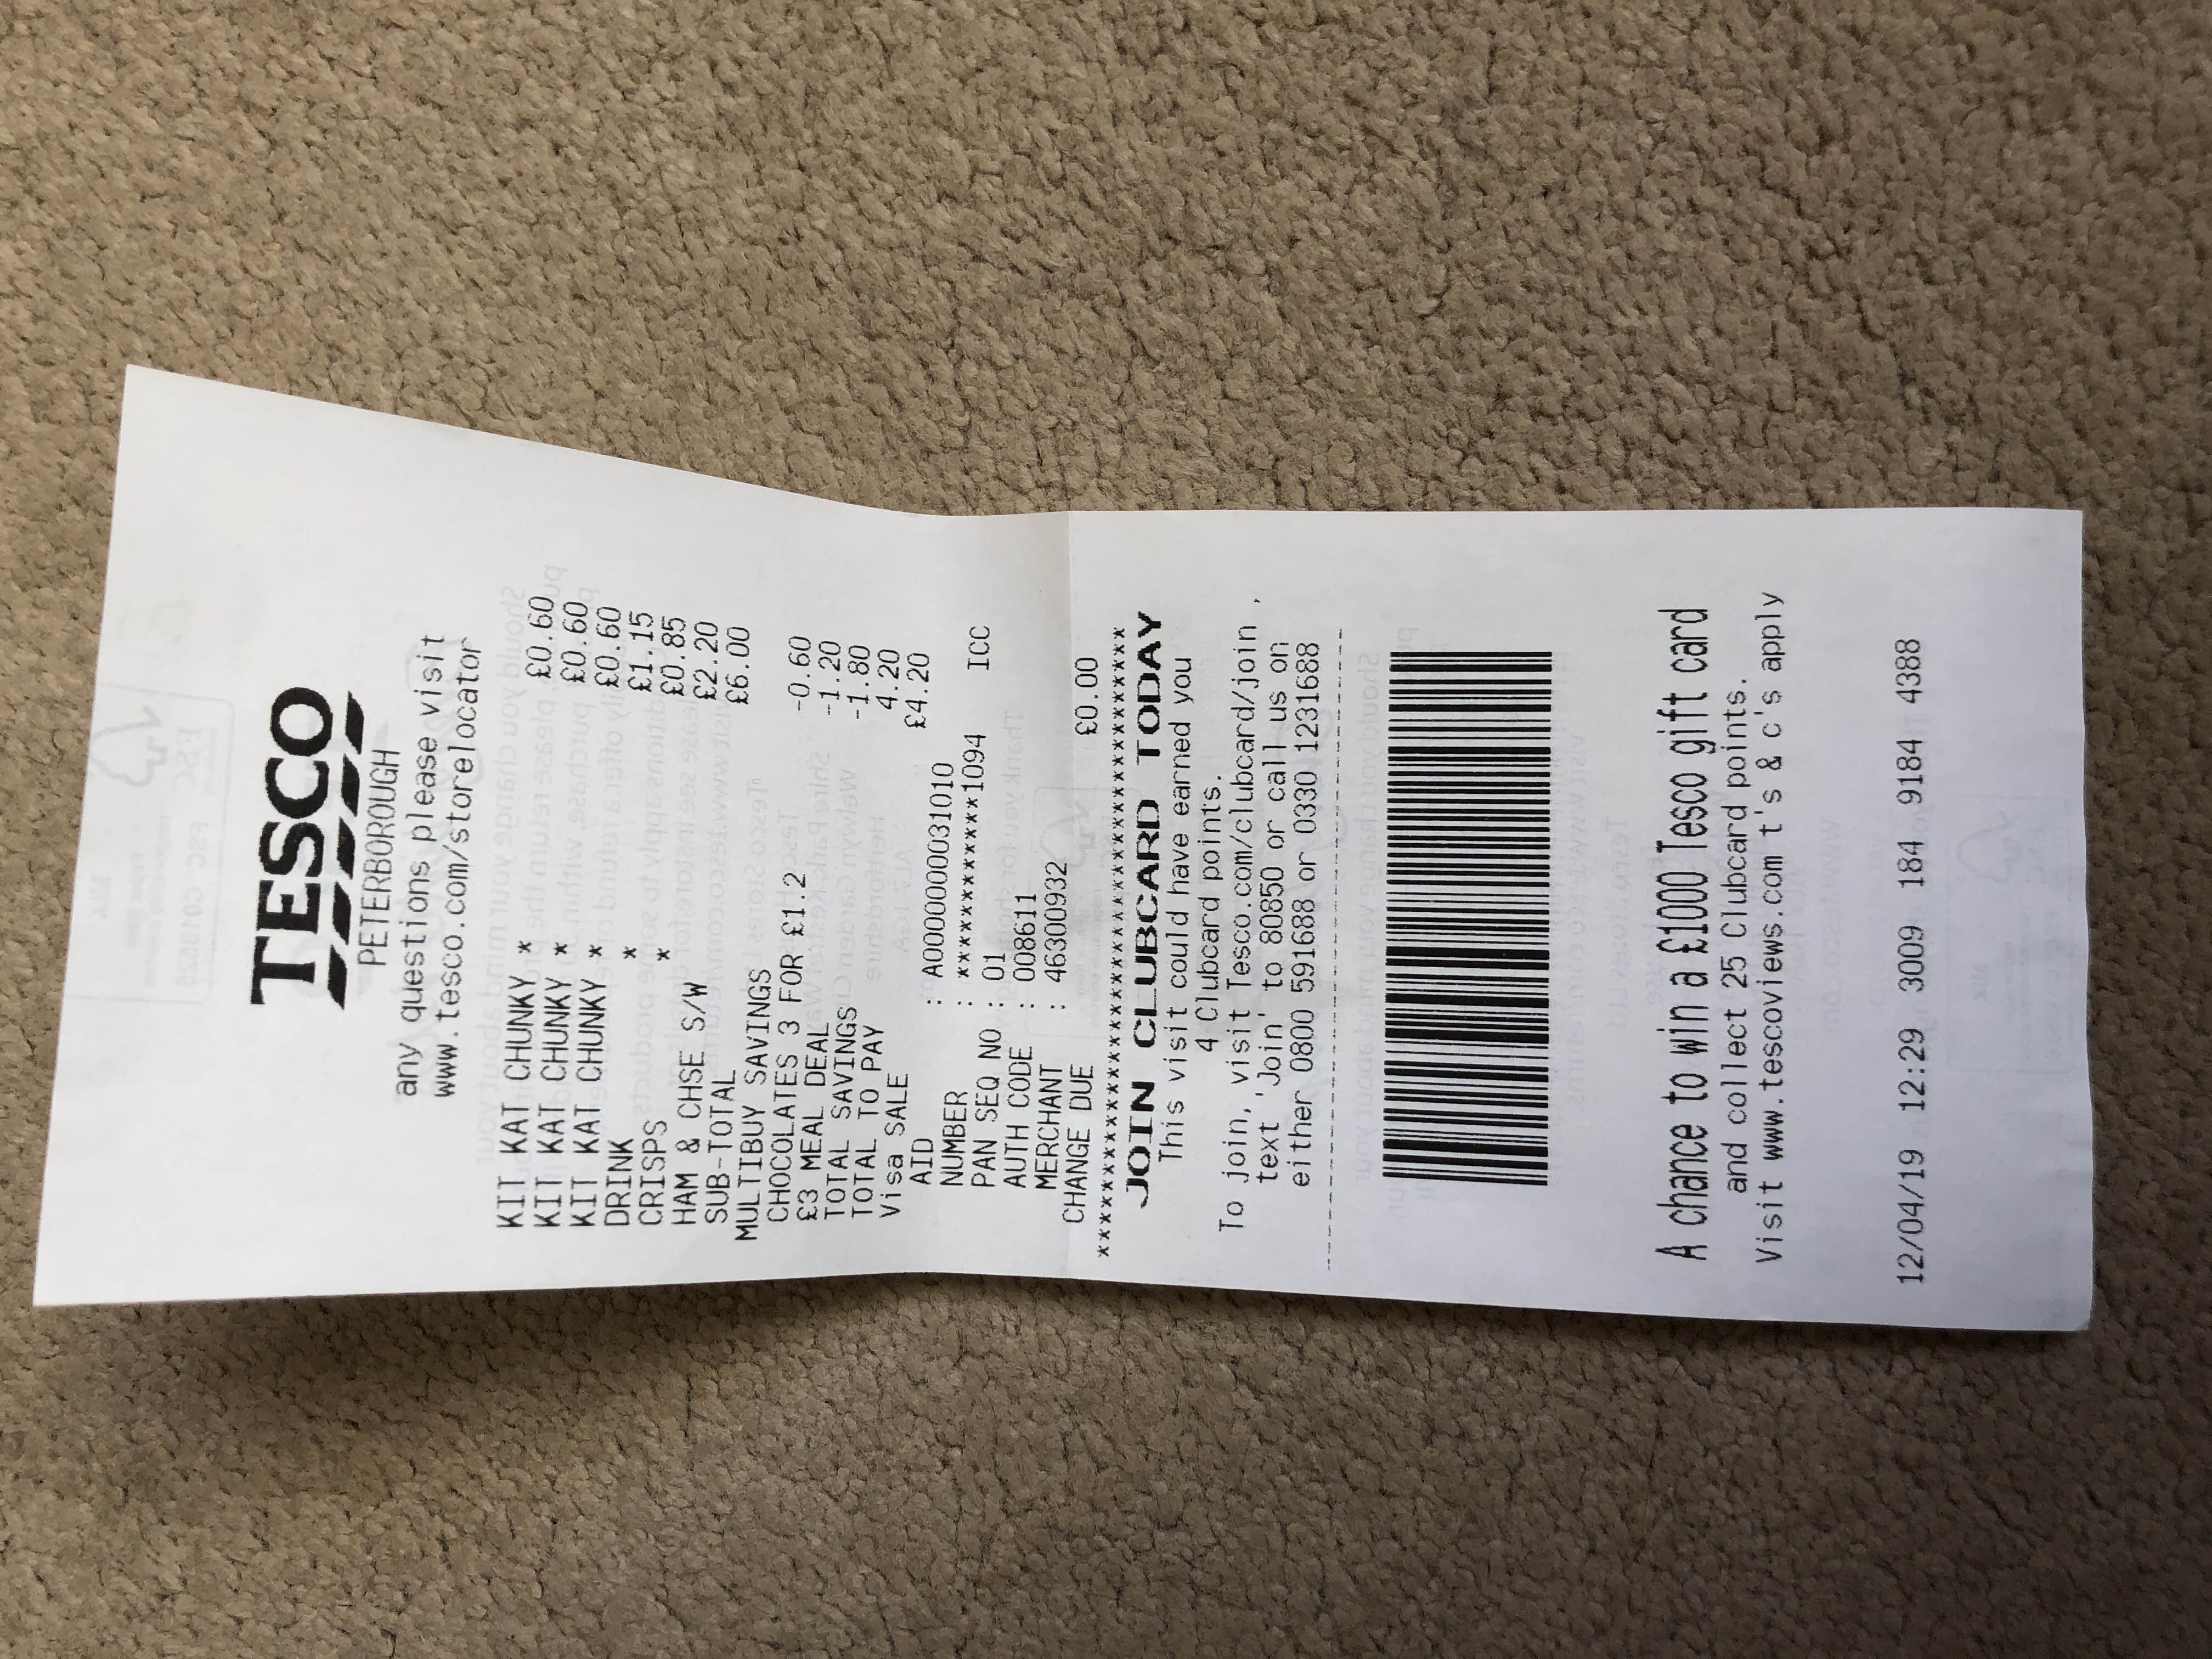 TESCO
PETERBOROUGH
any questions please visit
www.tesco.com/storelocator
KIT KAT CHUNKY * £0.60
KIT KAT CHUNKY * £0.60
KIT KAT CHUNKY * £0.60
DRINK * £1.15
CRISPS * £0.85
HAM & CHSE S/W £2.20
SUB-TOTAL £6.00
MULTIBUY SAVINGS
CHOCOLATES 3 FOR £1.2 -0.60
£3 MEAL DEAL -1.20
TOTAL SAVINGS -1.80
TOTAL TO PAY 4.20
Visa SALE £4.20
AID : A0000000031010
NUMBER : ************1094 ICC
PAN SEQ NO : 01
AUTH CODE : 008611
MERCHANT : 46300932
CHANGE DUE £0.00
****************************************
JOIN CLUBCARD TODAY
This visit could have earned you
4 Clubcard points.
To join, visit Tesco.com/clubcard/join ,
text 'Join' to 80850 or call us on
either 0800 591688 or 0330 1231688
A chance to win a £1000 Tesco gift card
and collect 25 Clubcard points.
Visit www.tescoviews.com t's & c's apply
12/04/19 12:29 3009 184 9184 4388